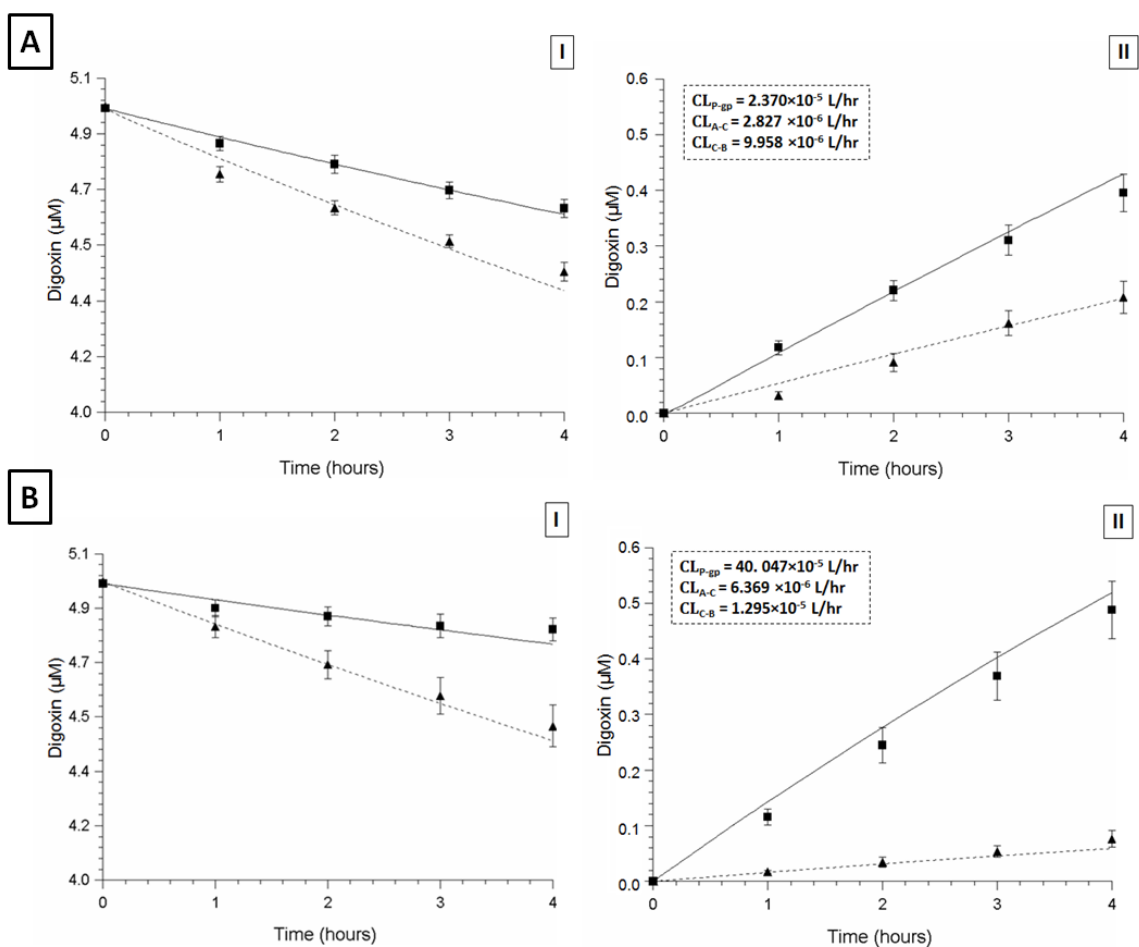 A
I
II
5.1
4.9
4.7
4.5
4.4
4.2
4.0
Digoxin (µM)
0
1
2
3
4
Time (hours)
0.6
0.5
0.4
0.3
0.2
0.1
0.0
Digoxin (µM)
CLP-gp = 2.370×10⁻⁵ L/hr
CLA-C = 2.827 ×10⁻⁶ L/hr
CLC-B = 9.958 ×10⁻⁶ L/hr
0
1
2
3
4
Time (hours)
B
I
II
5.1
4.9
4.7
4.5
4.4
4.2
4.0
Digoxin (µM)
0
1
2
3
4
Time (hours)
0.6
0.5
0.4
0.3
0.2
0.1
0.0
Digoxin (µM)
CLP-gp = 40. 047×10⁻⁵ L/hr
CLA-C = 6.369 ×10⁻⁶ L/hr
CLC-B = 1.295×10⁻⁵ L/hr
0
1
2
3
4
Time (hours)